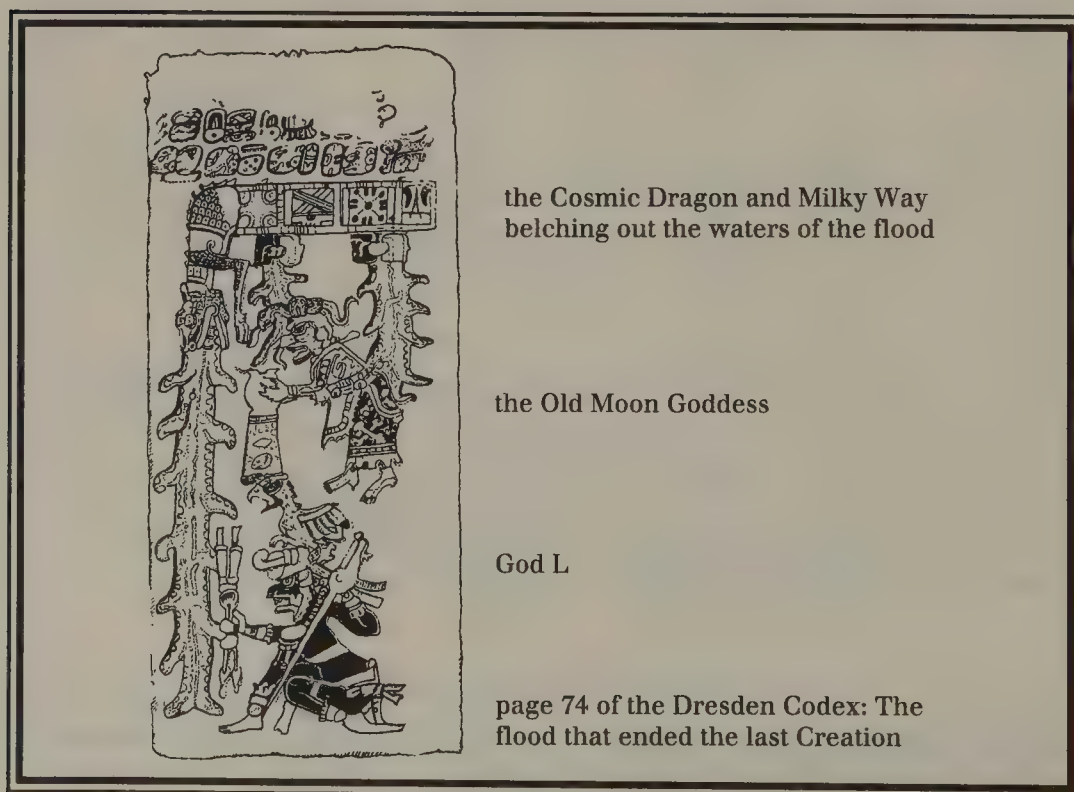 the Cosmic Dragon and Milky Way
belching out the waters of the flood
the Old Moon Goddess
God L
page 74 of the Dresden Codex: The
flood that ended the last Creation